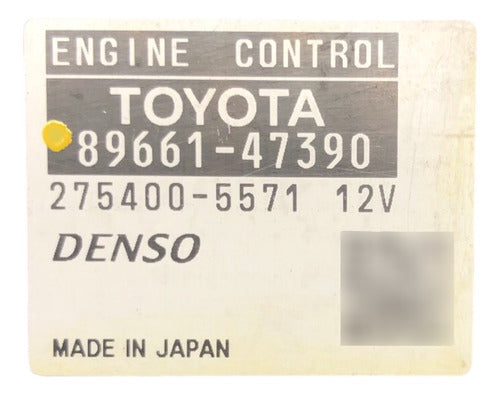 ENGINE CONTROL
TOYOTA
89661-47390
275400-5571 12V
DENSO
MADE IN JAPAN